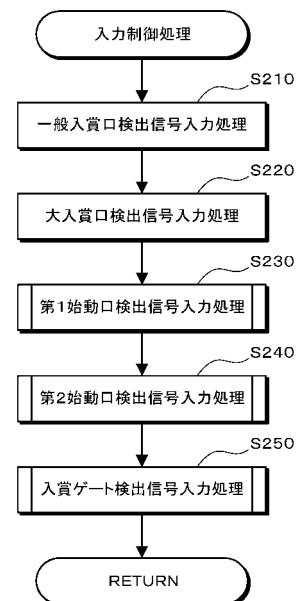 入力制御処理
S210
一般入賞口検出信号入力処理
S220
大入賞口検出信号入力処理
S230
第1始動口検出信号入力処理
S240
第2始動口検出信号入力処理
S250
入賞ゲート検出信号入力処理
RETURN